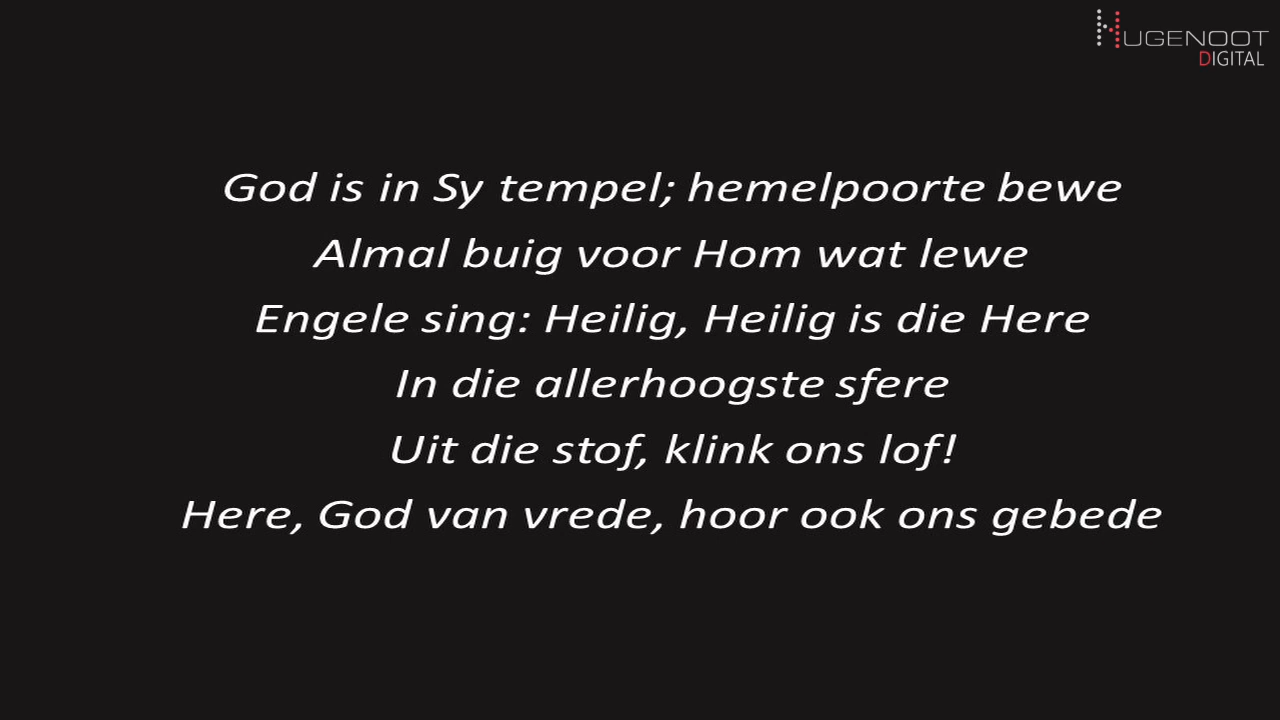 HUGENOOT
DIGITAL
God is in Sy tempel; hemelpoorte bewe
Almal buig voor Hom wat lewe
Engele sing: Heilig, Heilig is die Here
In die allerhoogste sfere
Uit die stof, klink ons lof!
Here, God van vrede, hoor ook ons gebede